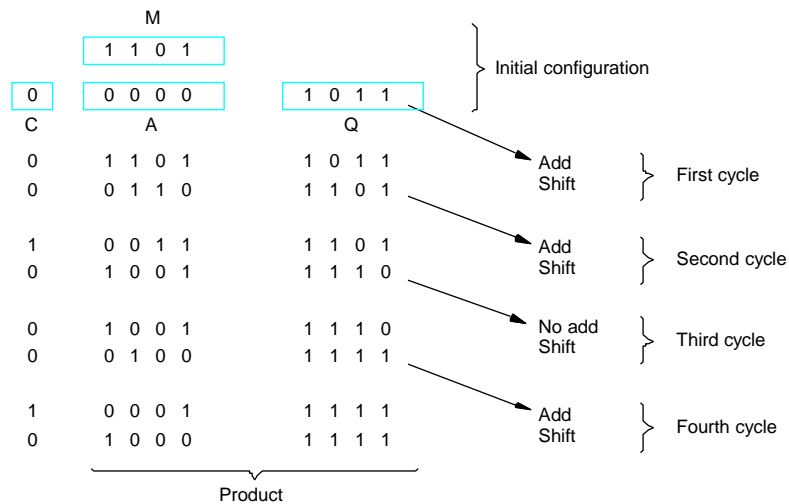 M
1 1 0 1
Initial configuration
0 0 0 0 0 1 0 1 1
C A Q
0 1 1 0 1 1 0 1 1 Add
First cycle
0 0 1 1 0 1 1 0 1 Shift
1 0 0 1 1 1 1 0 1 Add
Second cycle
0 1 0 0 1 1 1 1 0 Shift
0 1 0 0 1 1 1 1 0 No add
Third cycle
0 0 1 0 0 1 1 1 1 Shift
1 0 0 0 1 1 1 1 1 Add
Fourth cycle
0 1 0 0 0 1 1 1 1 Shift
Product